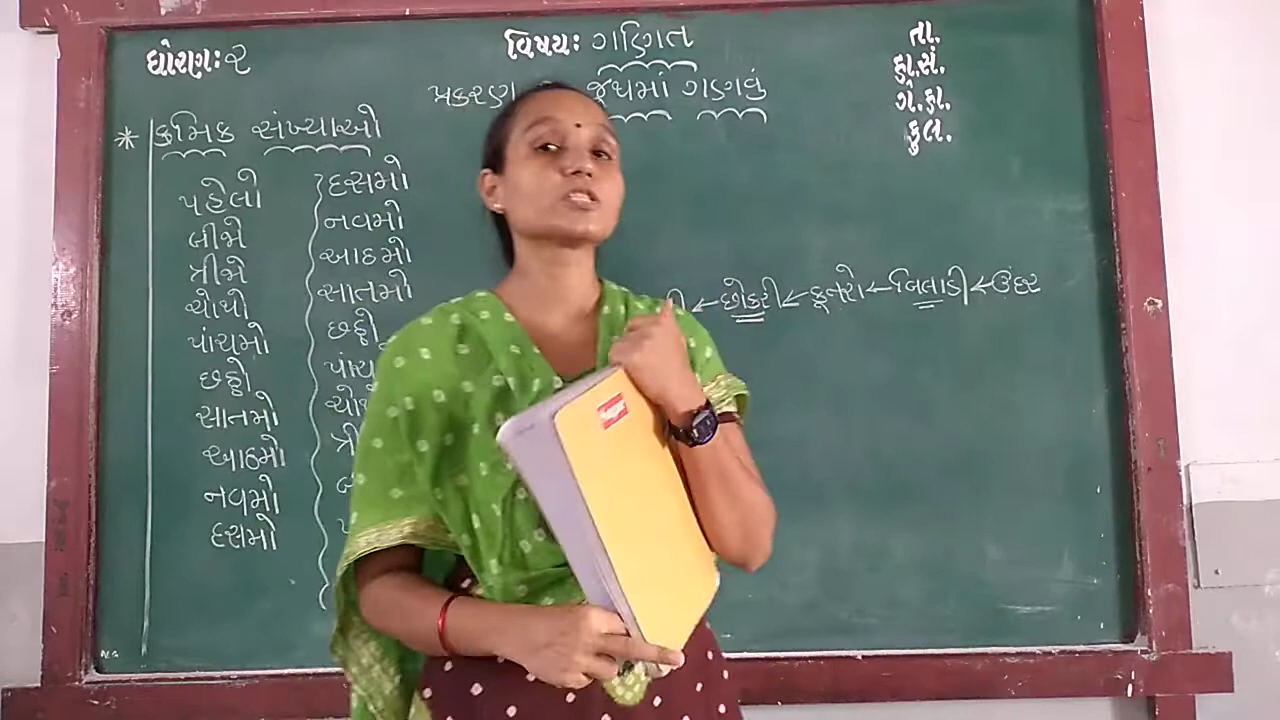 ધોરણ: ૨
વિષય: ગણિત
પ્રકરણ જૂથમાં ગણવું
તા.
હા.સં.
ગે.હા.
કુલ.
* ક્રમિક સંખ્યાઓ
પહેલો
બીજો
ત્રીજો
ચોથો
પાંચમો
છઠ્ઠો
સાતમો
આઠમો
નવમો
દસમો
દસમો
નવમો
આઠમો
સાતમો
છઠ્ઠો
← છોકરી ← કૂતરો ← બિલાડી ← ઉંદર